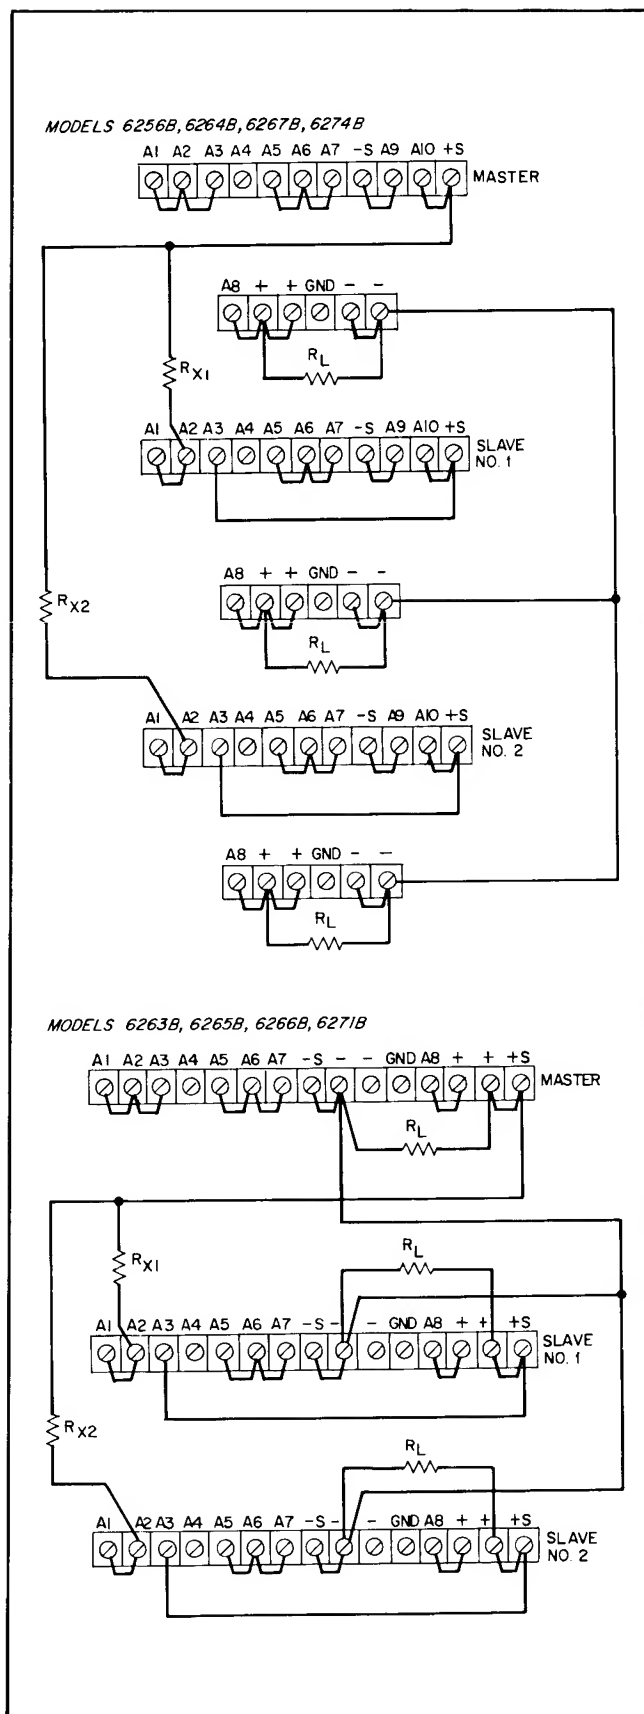 MODELS 6256B, 6264B, 6267B, 6274B
A1 A2 A3 A4 A5 A6 A7 -S A9 A10 +S
MASTER
A8 + + GND - -
RL
RX1
A1 A2 A3 A4 A5 A6 A7 -S A9 A10 +S
SLAVE
NO. 1
A8 + + GND - -
RX2
RL
A1 A2 A3 A4 A5 A6 A7 -S A9 A10 +S
SLAVE
NO. 2
A8 + + GND - -
RL
MODELS 6263B, 6265B, 6266B, 6271B
A1 A2 A3 A4 A5 A6 A7 -S - - GND A8 + + +S
MASTER
RL
RX1
RL
A1 A2 A3 A4 A5 A6 A7 -S - - GND A8 + + +S
SLAVE
NO. 1
RX2
RL
A1 A2 A3 A4 A5 A6 A7 -S - - GND A8 + + +S
SLAVE
NO. 2